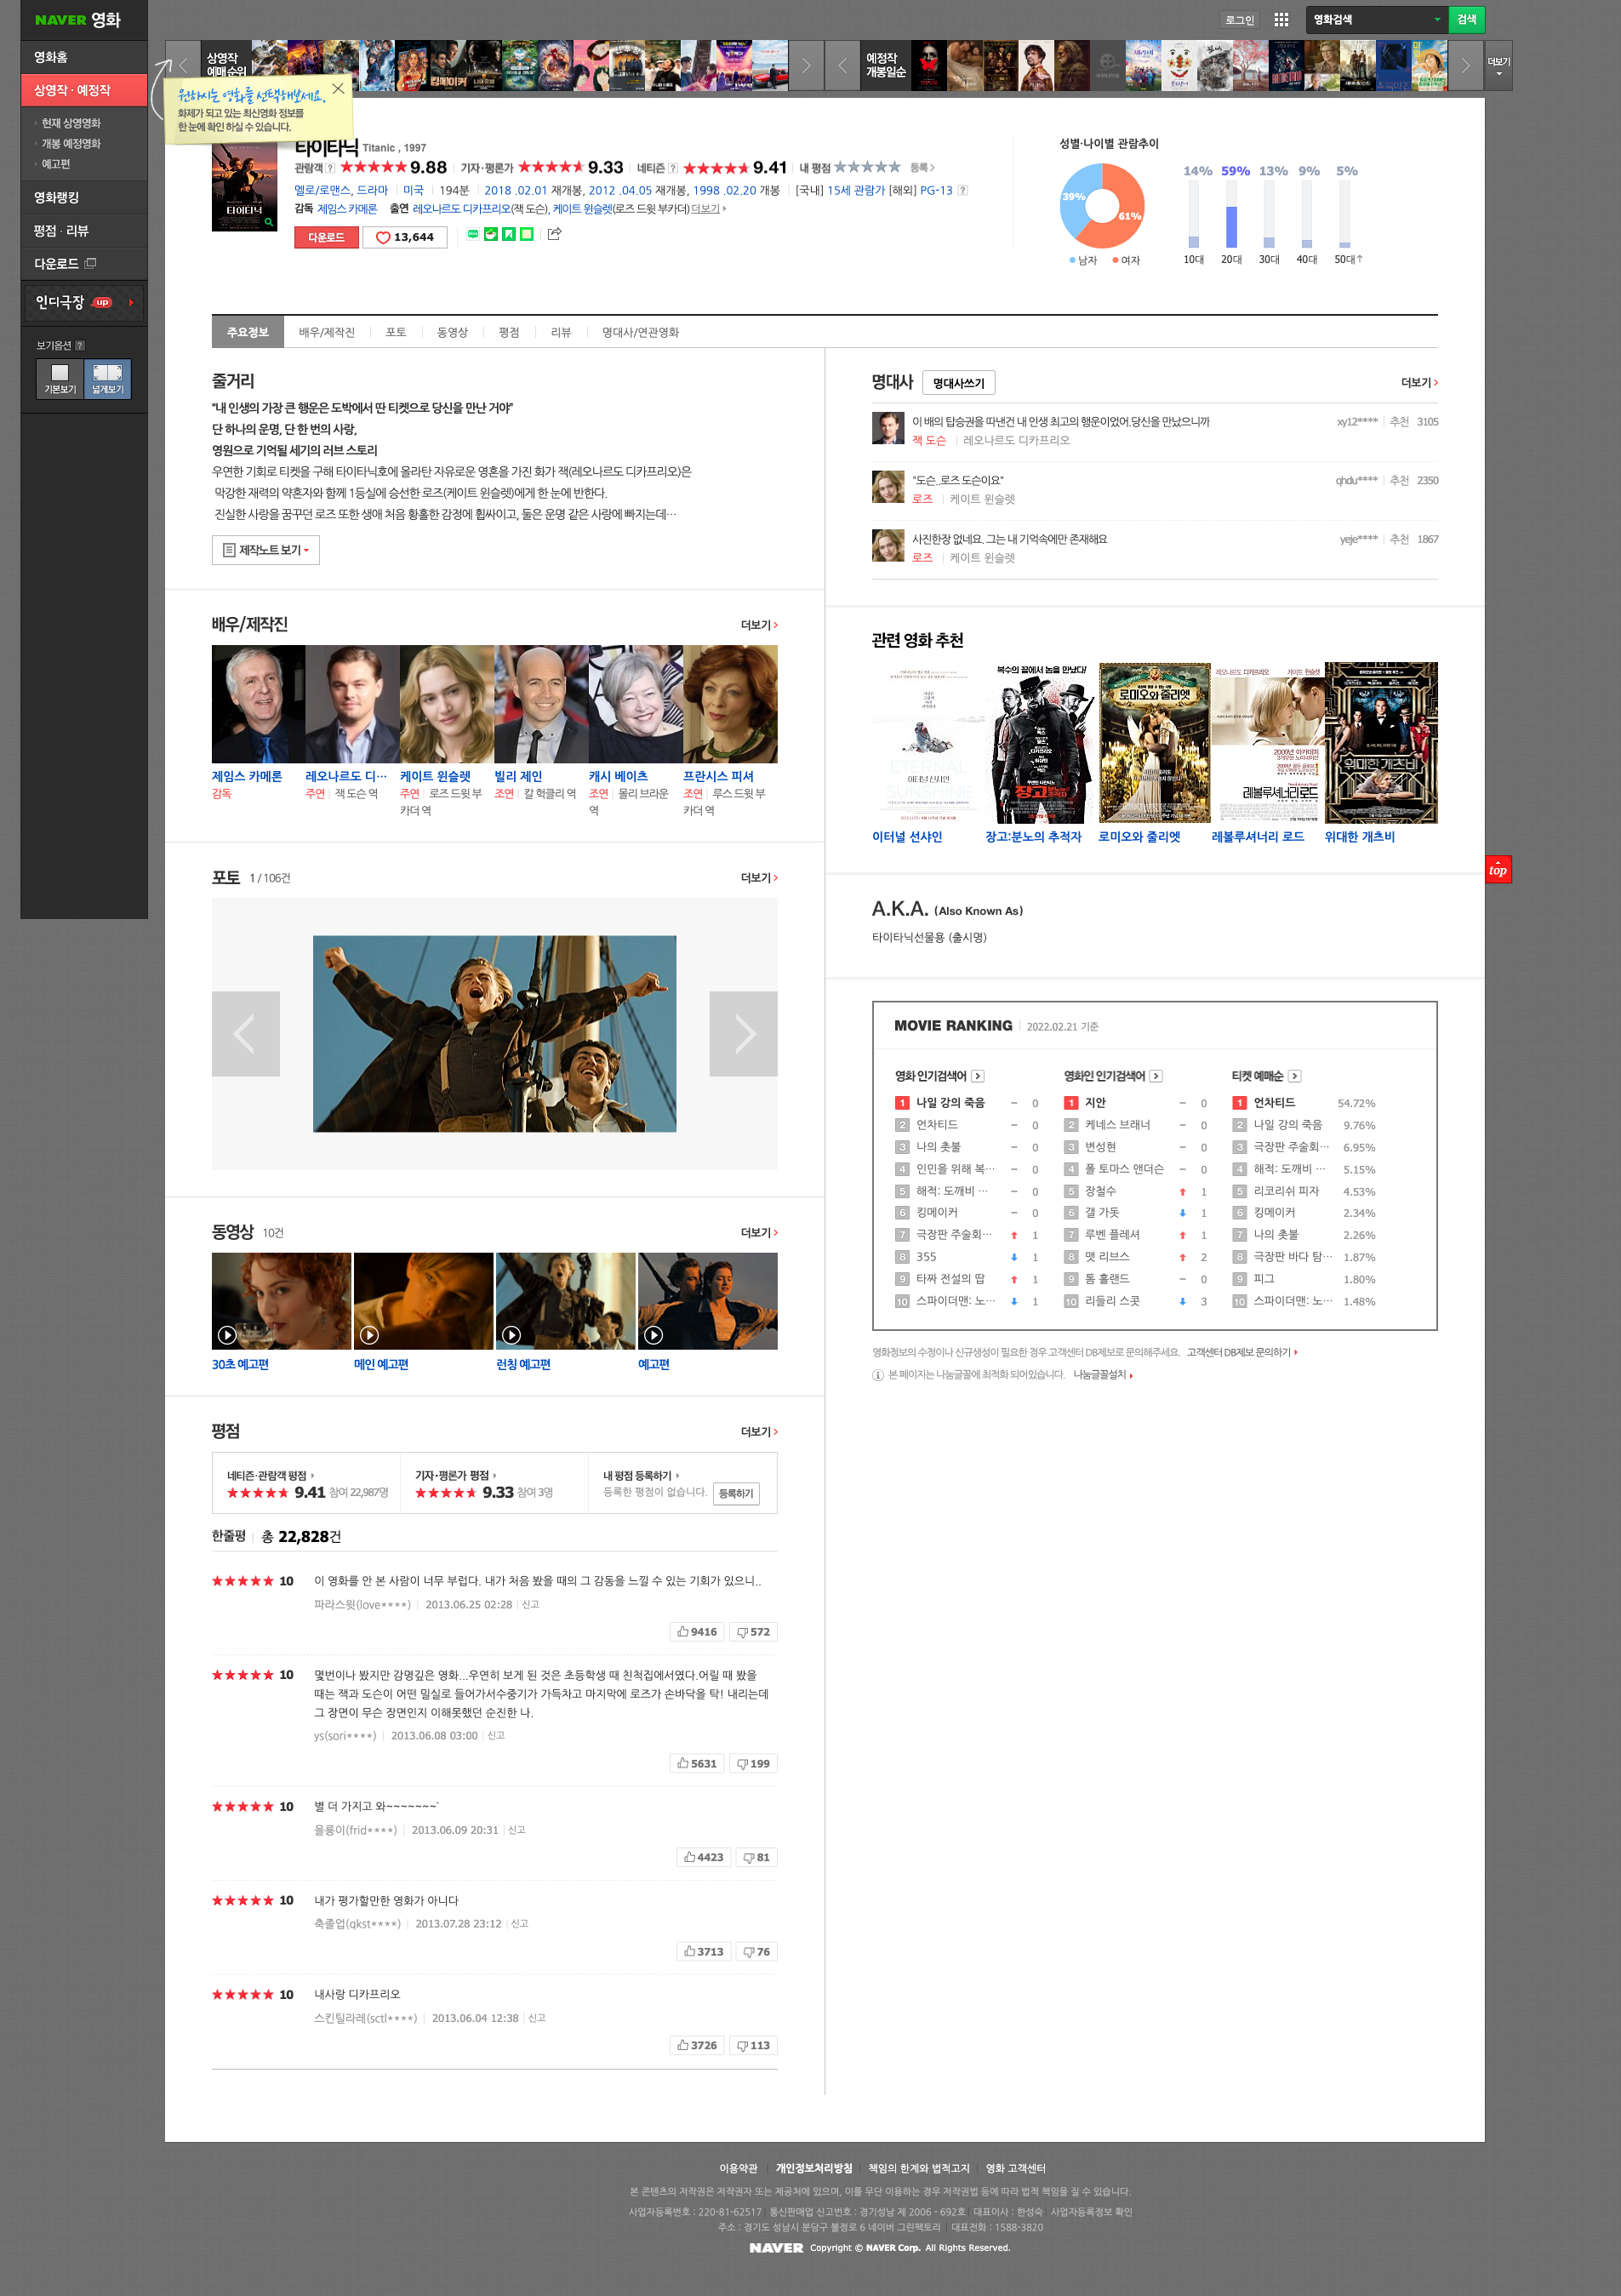 NAVER 영화
로그인
영화검색
검색
영화홈
상영작 · 예정작
현재 상영영화
개봉 예정영화
예고편
영화랭킹
평점 · 리뷰
다운로드
인디극장 up
보기옵션 ?
기본보기
넓게보기
상영작
예매순위
예정작
개봉일순
더보기
원하시는 영화를 선택해보세요.
화제가 되고 있는 최신영화 정보를
한 눈에 확인 하실 수 있습니다.
타이타닉 Titanic , 1997
관람객 ? 9.88 기자·평론가 9.33 네티즌 ? 9.41 내 평점 등록
멜로/로맨스, 드라마 미국 194분 2018 .02.01 재개봉, 2012 .04.05 재개봉, 1998 .02.20 개봉 [국내] 15세 관람가 [해외] PG-13 ?
감독 제임스 카메론 출연 레오나르도 디카프리오(잭 도슨), 케이트 윈슬렛(로즈 드윗 부카더) 더보기
다운로드
13,644
타이타닉
성별·나이별 관람추이
39%
61%
남자 여자
14% 59% 13% 9% 5%
10대 20대 30대 40대 50대↑
주요정보 배우/제작진 포토 동영상 평점 리뷰 명대사/연관영화
줄거리
"내 인생의 가장 큰 행운은 도박에서 딴 티켓으로 당신을 만난 거야"
단 하나의 운명, 단 한 번의 사랑,
영원으로 기억될 세기의 러브 스토리
우연한 기회로 티켓을 구해 타이타닉호에 올라탄 자유로운 영혼을 가진 화가 잭(레오나르도 디카프리오)은
막강한 재력의 약혼자와 함께 1등실에 승선한 로즈(케이트 윈슬렛)에게 한 눈에 반한다.
진실한 사랑을 꿈꾸던 로즈 또한 생애 처음 황홀한 감정에 휩싸이고, 둘은 운명 같은 사랑에 빠지는데…
제작노트 보기
배우/제작진
더보기
제임스 카메론
감독
레오나르도 디…
주연 잭 도슨 역
케이트 윈슬렛
주연 로즈 드윗 부
카더 역
빌리 제인
조연 칼 헉클리 역
캐시 베이츠
조연 몰리 브라운
역
프란시스 피셔
조연 루스 드윗 부
카더 역
포토 1 / 106건
더보기
동영상 10건
더보기
30초 예고편
메인 예고편
런칭 예고편
예고편
평점
더보기
네티즌·관람객 평점
9.41 참여 22,987명
기자·평론가 평점
9.33 참여 3명
내 평점 등록하기
등록한 평점이 없습니다. 등록하기
한줄평 총 22,828건
10 이 영화를 안 본 사람이 너무 부럽다. 내가 처음 봤을 때의 그 감동을 느낄 수 있는 기회가 있으니..
파라스윗(love****) 2013.06.25 02:28 신고
9416 572
10 몇번이나 봤지만 감명깊은 영화...우연히 보게 된 것은 초등학생 때 친척집에서였다.어릴 때 봤을
때는 잭과 도슨이 어떤 밀실로 들어가서수중기가 가득차고 마지막에 로즈가 손바닥을 탁! 내리는데
그 장면이 무슨 장면인지 이해못했던 순진한 나.
ys(sori****) 2013.06.08 03:00 신고
5631 199
10 별 더 가지고 와~~~~~~~`
을룡이(frid****) 2013.06.09 20:31 신고
4423 81
10 내가 평가할만한 영화가 아니다
축졸업(qkst****) 2013.07.28 23:12 신고
3713 76
10 내사랑 디카프리오
스킨틸라레(sctl****) 2013.06.04 12:38 신고
3726 113
명대사 명대사쓰기
더보기
이 배의 탑승권을 따낸건 내 인생 최고의 행운이었어.당신을 만났으니까
xy12**** 추천 3105
잭 도슨 레오나르도 디카프리오
"도슨..로즈 도슨이요"
qhdu**** 추천 2350
로즈 케이트 윈슬렛
사진한장 없네요. 그는 내 기억속에만 존재해요
yeje**** 추천 1867
로즈 케이트 윈슬렛
관련 영화 추천
ETERNAL
이터널 선샤인
SUNSHINE
복수의 끝에서 놈을 만났다!
장고
로미오와 줄리엣
레오나르도 디카프리오 케이트 윈슬렛
레볼루셔너리 로드
위대한 개츠비
이터널 선샤인
장고:분노의 추적자
로미오와 줄리엣
레볼루셔너리 로드
위대한 개츠비
top
A.K.A. (Also Known As)
타이타닉선물용 (출시명)
MOVIE RANKING 2022.02.21 기준
영화 인기검색어
1 나일 강의 죽음 0
2 언차티드 0
3 나의 촛불 0
4 인민을 위해 복… 0
5 해적: 도깨비 … 0
6 킹메이커 0
7 극장판 주술회… 1
8 355 1
9 타짜 전설의 땁 1
10 스파이더맨: 노… 1
영화인 인기검색어
1 지안 0
2 케네스 브래너 0
3 변성현 0
4 폴 토마스 앤더슨 0
5 장철수 1
6 갤 가돗 1
7 루벤 플레셔 1
8 맷 리브스 2
9 톰 홀랜드 0
10 리들리 스콧 3
티켓 예매순
1 언차티드 54.72%
2 나일 강의 죽음 9.76%
3 극장판 주술회… 6.95%
4 해적: 도깨비 … 5.15%
5 리코리쉬 피자 4.53%
6 킹메이커 2.34%
7 나의 촛불 2.26%
8 극장판 바다 탐… 1.87%
9 피그 1.80%
10 스파이더맨: 노… 1.48%
영화정보의 수정이나 신규생성이 필요한 경우 고객센터 DB제보로 문의해주세요. 고객센터 DB제보 문의하기
본 페이지는 나눔글꼴에 최적화 되어있습니다. 나눔글꼴설치
이용약관 개인정보처리방침 책임의 한계와 법적고지 영화 고객센터
본 콘텐츠의 저작권은 저작권자 또는 제공처에 있으며, 이를 무단 이용하는 경우 저작권법 등에 따라 법적 책임을 질 수 있습니다.
사업자등록번호 : 220-81-62517 통신판매업 신고번호 : 경기성남 제 2006 - 692호 대표이사 : 한성숙 사업자등록정보 확인
주소 : 경기도 성남시 분당구 불정로 6 네이버 그린팩토리 대표전화 : 1588-3820
NAVER Copyright © NAVER Corp. All Rights Reserved.